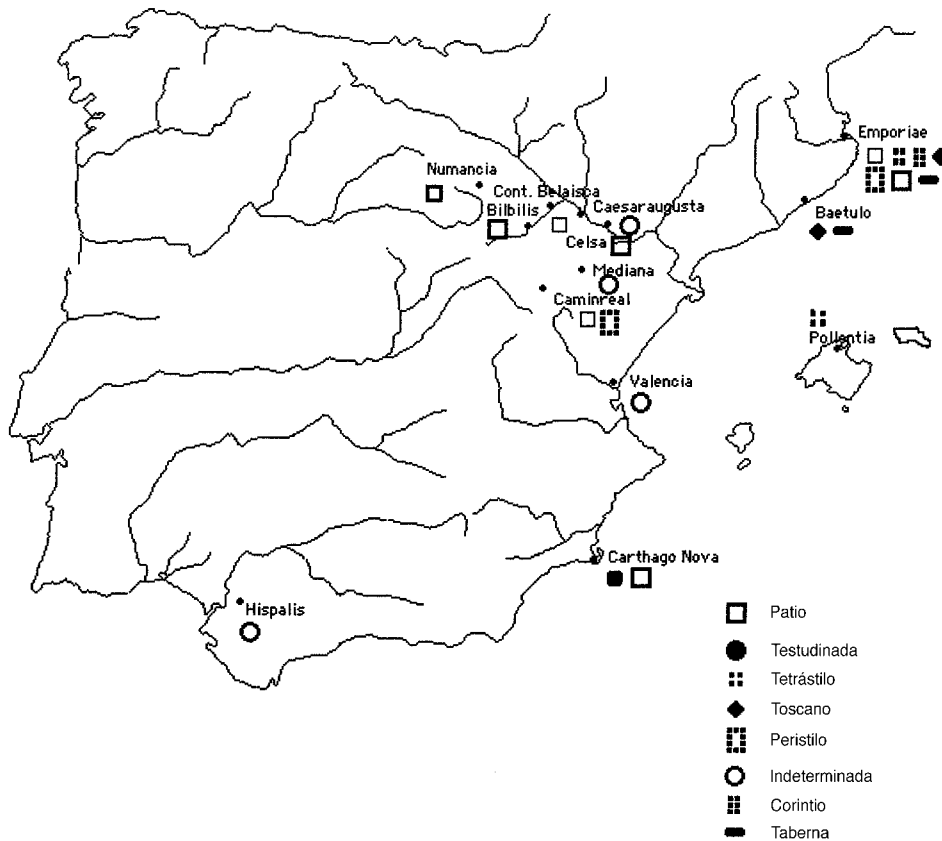 Emporiae
Numancia
Cont. Belaisca
Bilbilis
Caesaraugusta
Baetulo
Celsa
Mediana
Caminreal
Pollentia
Valencia
Carthago Nova
Hispalis
Patio
Testudinada
Tetrástilo
Toscano
Peristilo
Indeterminada
Corintio
Taberna